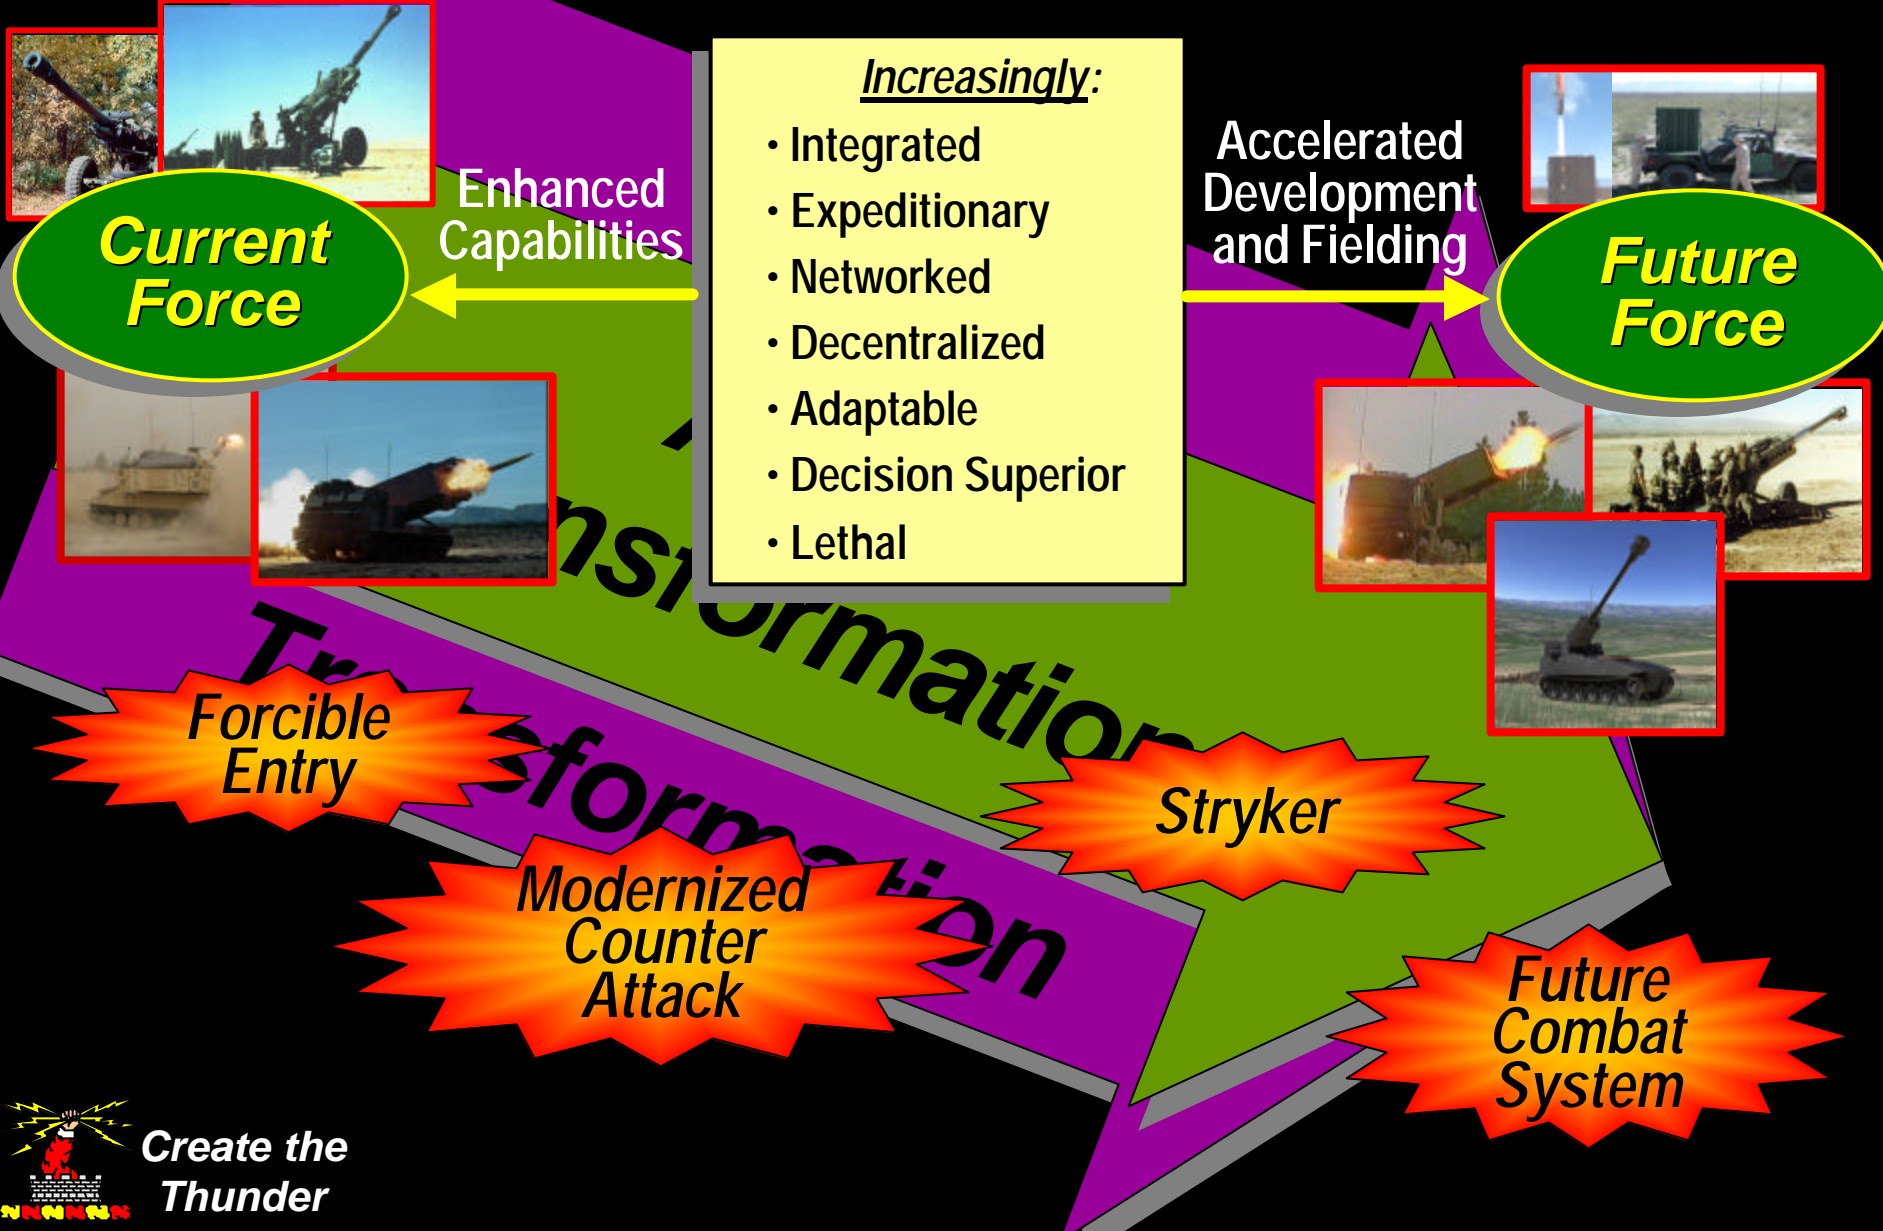 Increasingly:
• Integrated
• Expeditionary
• Networked
• Decentralized
• Adaptable
• Decision Superior
• Lethal
Enhanced
Capabilities
Accelerated
Development
and Fielding
Current
Force
Future
Force
Forcible
Entry
Modernized
Counter
Attack
Stryker
Future
Combat
System
Create the
Thunder